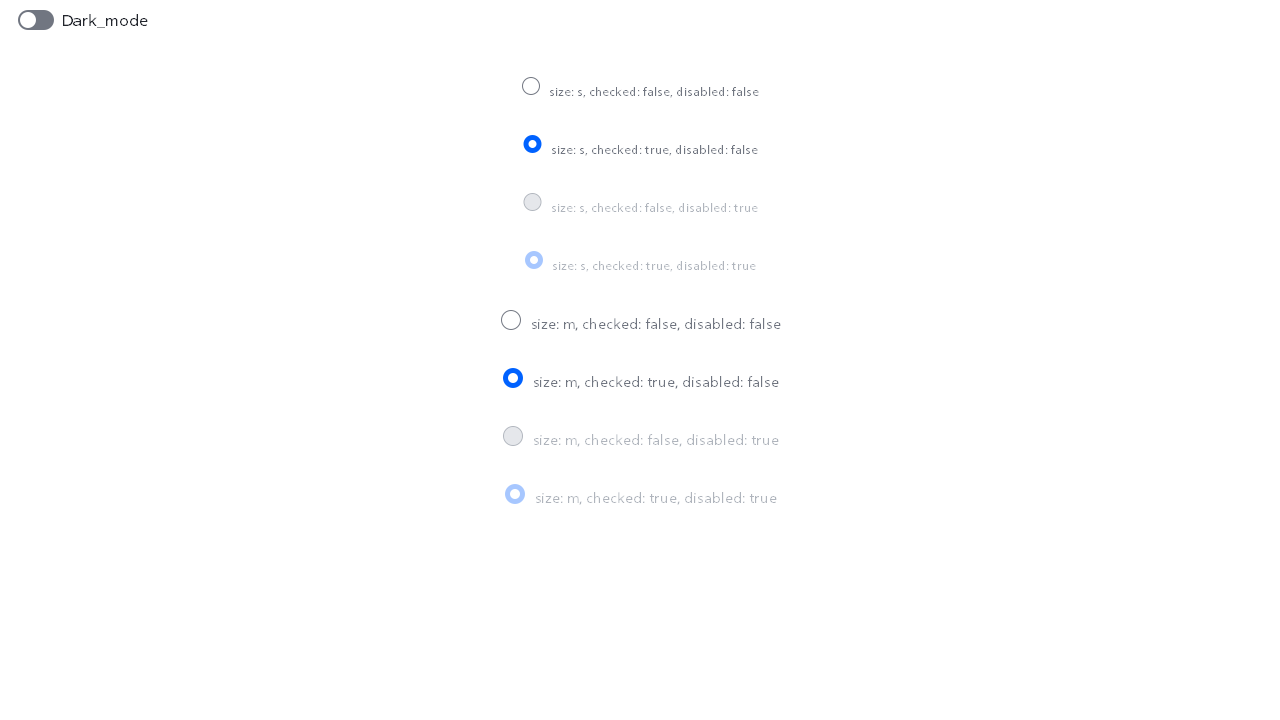 Dark_mode
size: s, checked: false, disabled: false
size: s, checked: true, disabled: false
size: s, checked: false, disabled: true
size: s, checked: true, disabled: true
size: m, checked: false, disabled: false
size: m, checked: true, disabled: false
size: m, checked: false, disabled: true
size: m, checked: true, disabled: true